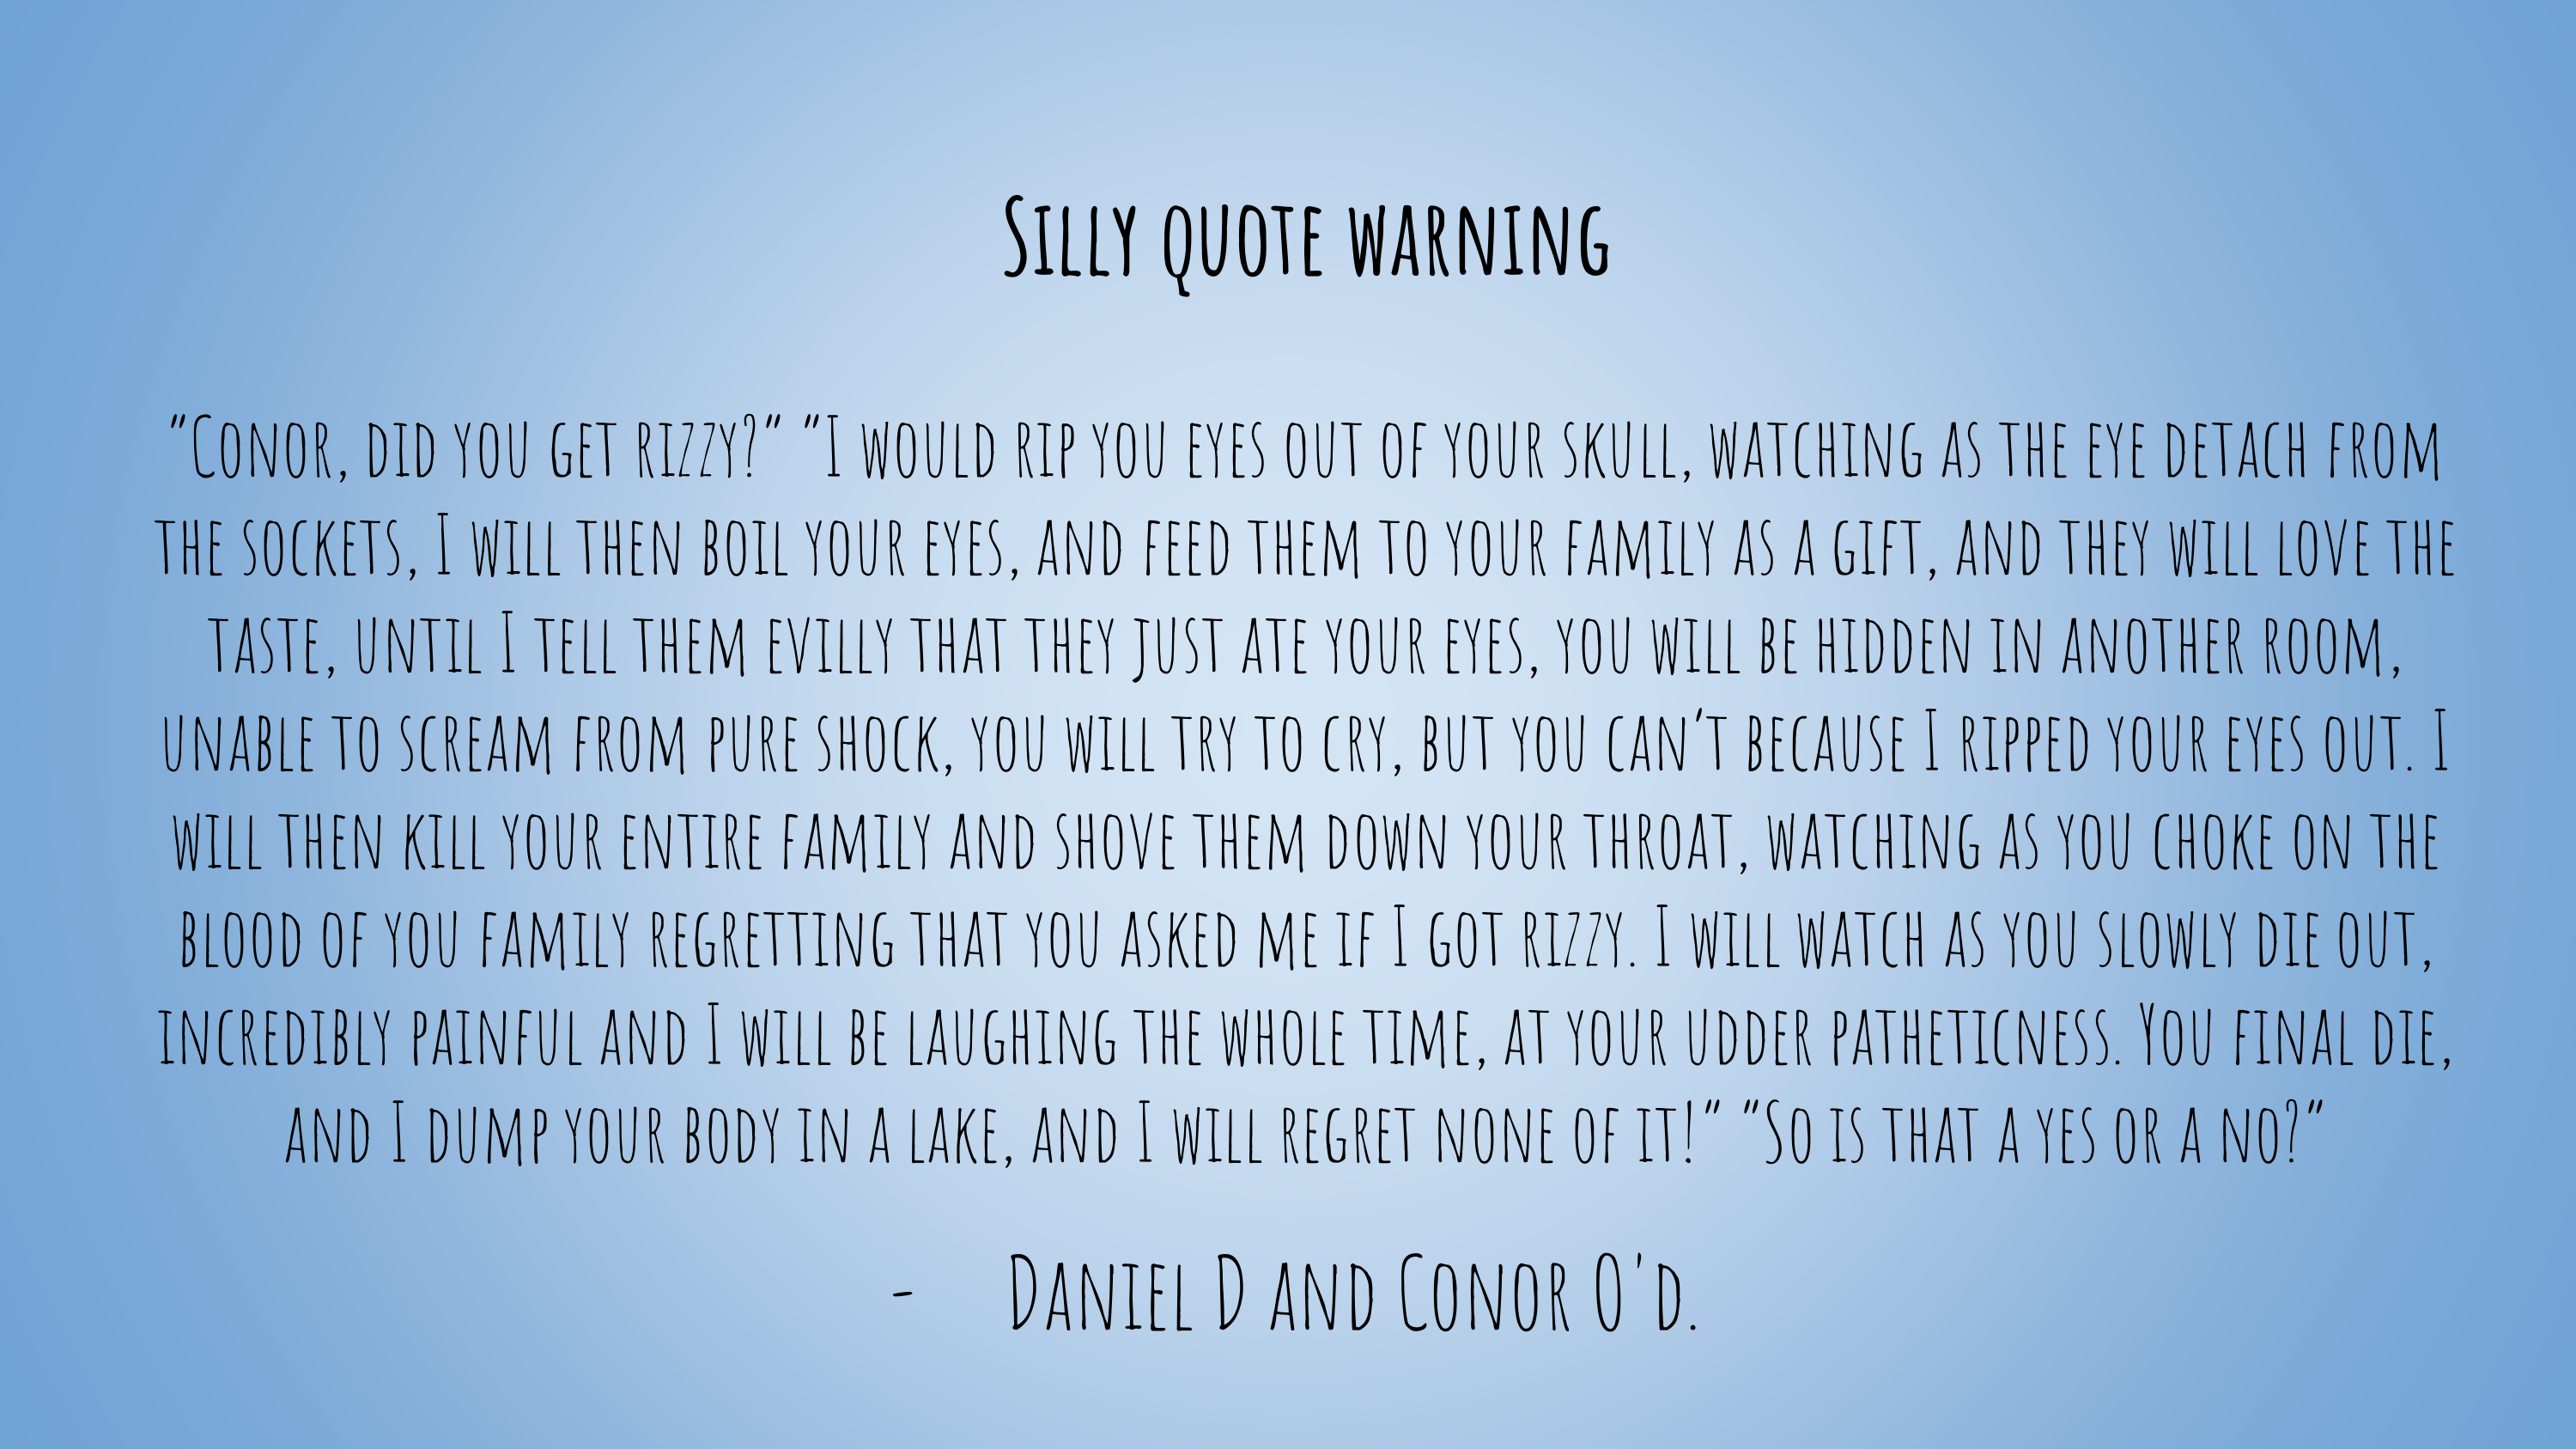 Silly quote warning
"Conor, did you get rizzy?" "I would rip you eyes out of your skull, watching as the eye detach from
the sockets, I will then boil your eyes, and feed them to your family as a gift, and they will love the
taste, until I tell them evilly that they just ate your eyes, you will be hidden in another room,
unable to scream from pure shock, you will try to cry, but you can't because I ripped your eyes out. I
will then kill your entire family and shove them down your throat, watching as you choke on the
blood of you family regretting that you asked me if I got rizzy. I will watch as you slowly die out,
incredibly painful and I will be laughing the whole time, at your udder patheticness. You final die,
and I dump your body in a lake, and I will regret none of it!" "So is that a yes or a no?"
- Daniel D and Conor O'd.